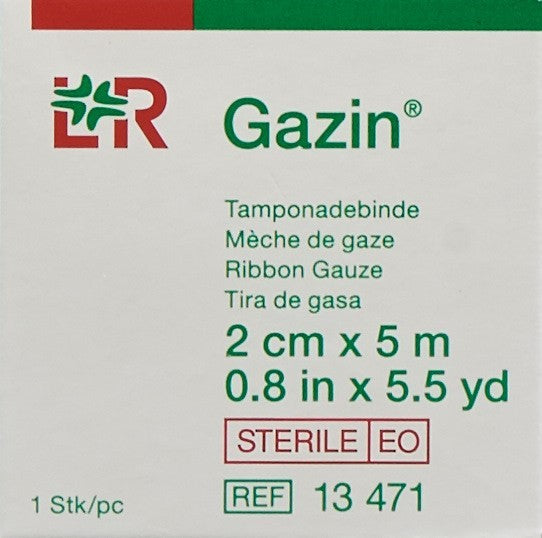 L&R
Gazin®
Tamponadebinde
Mèche de gaze
Ribbon Gauze
Tira de gasa
2 cm x 5 m
0.8 in x 5.5 yd
STERILE EO
REF 13 471
1 Stk/pc